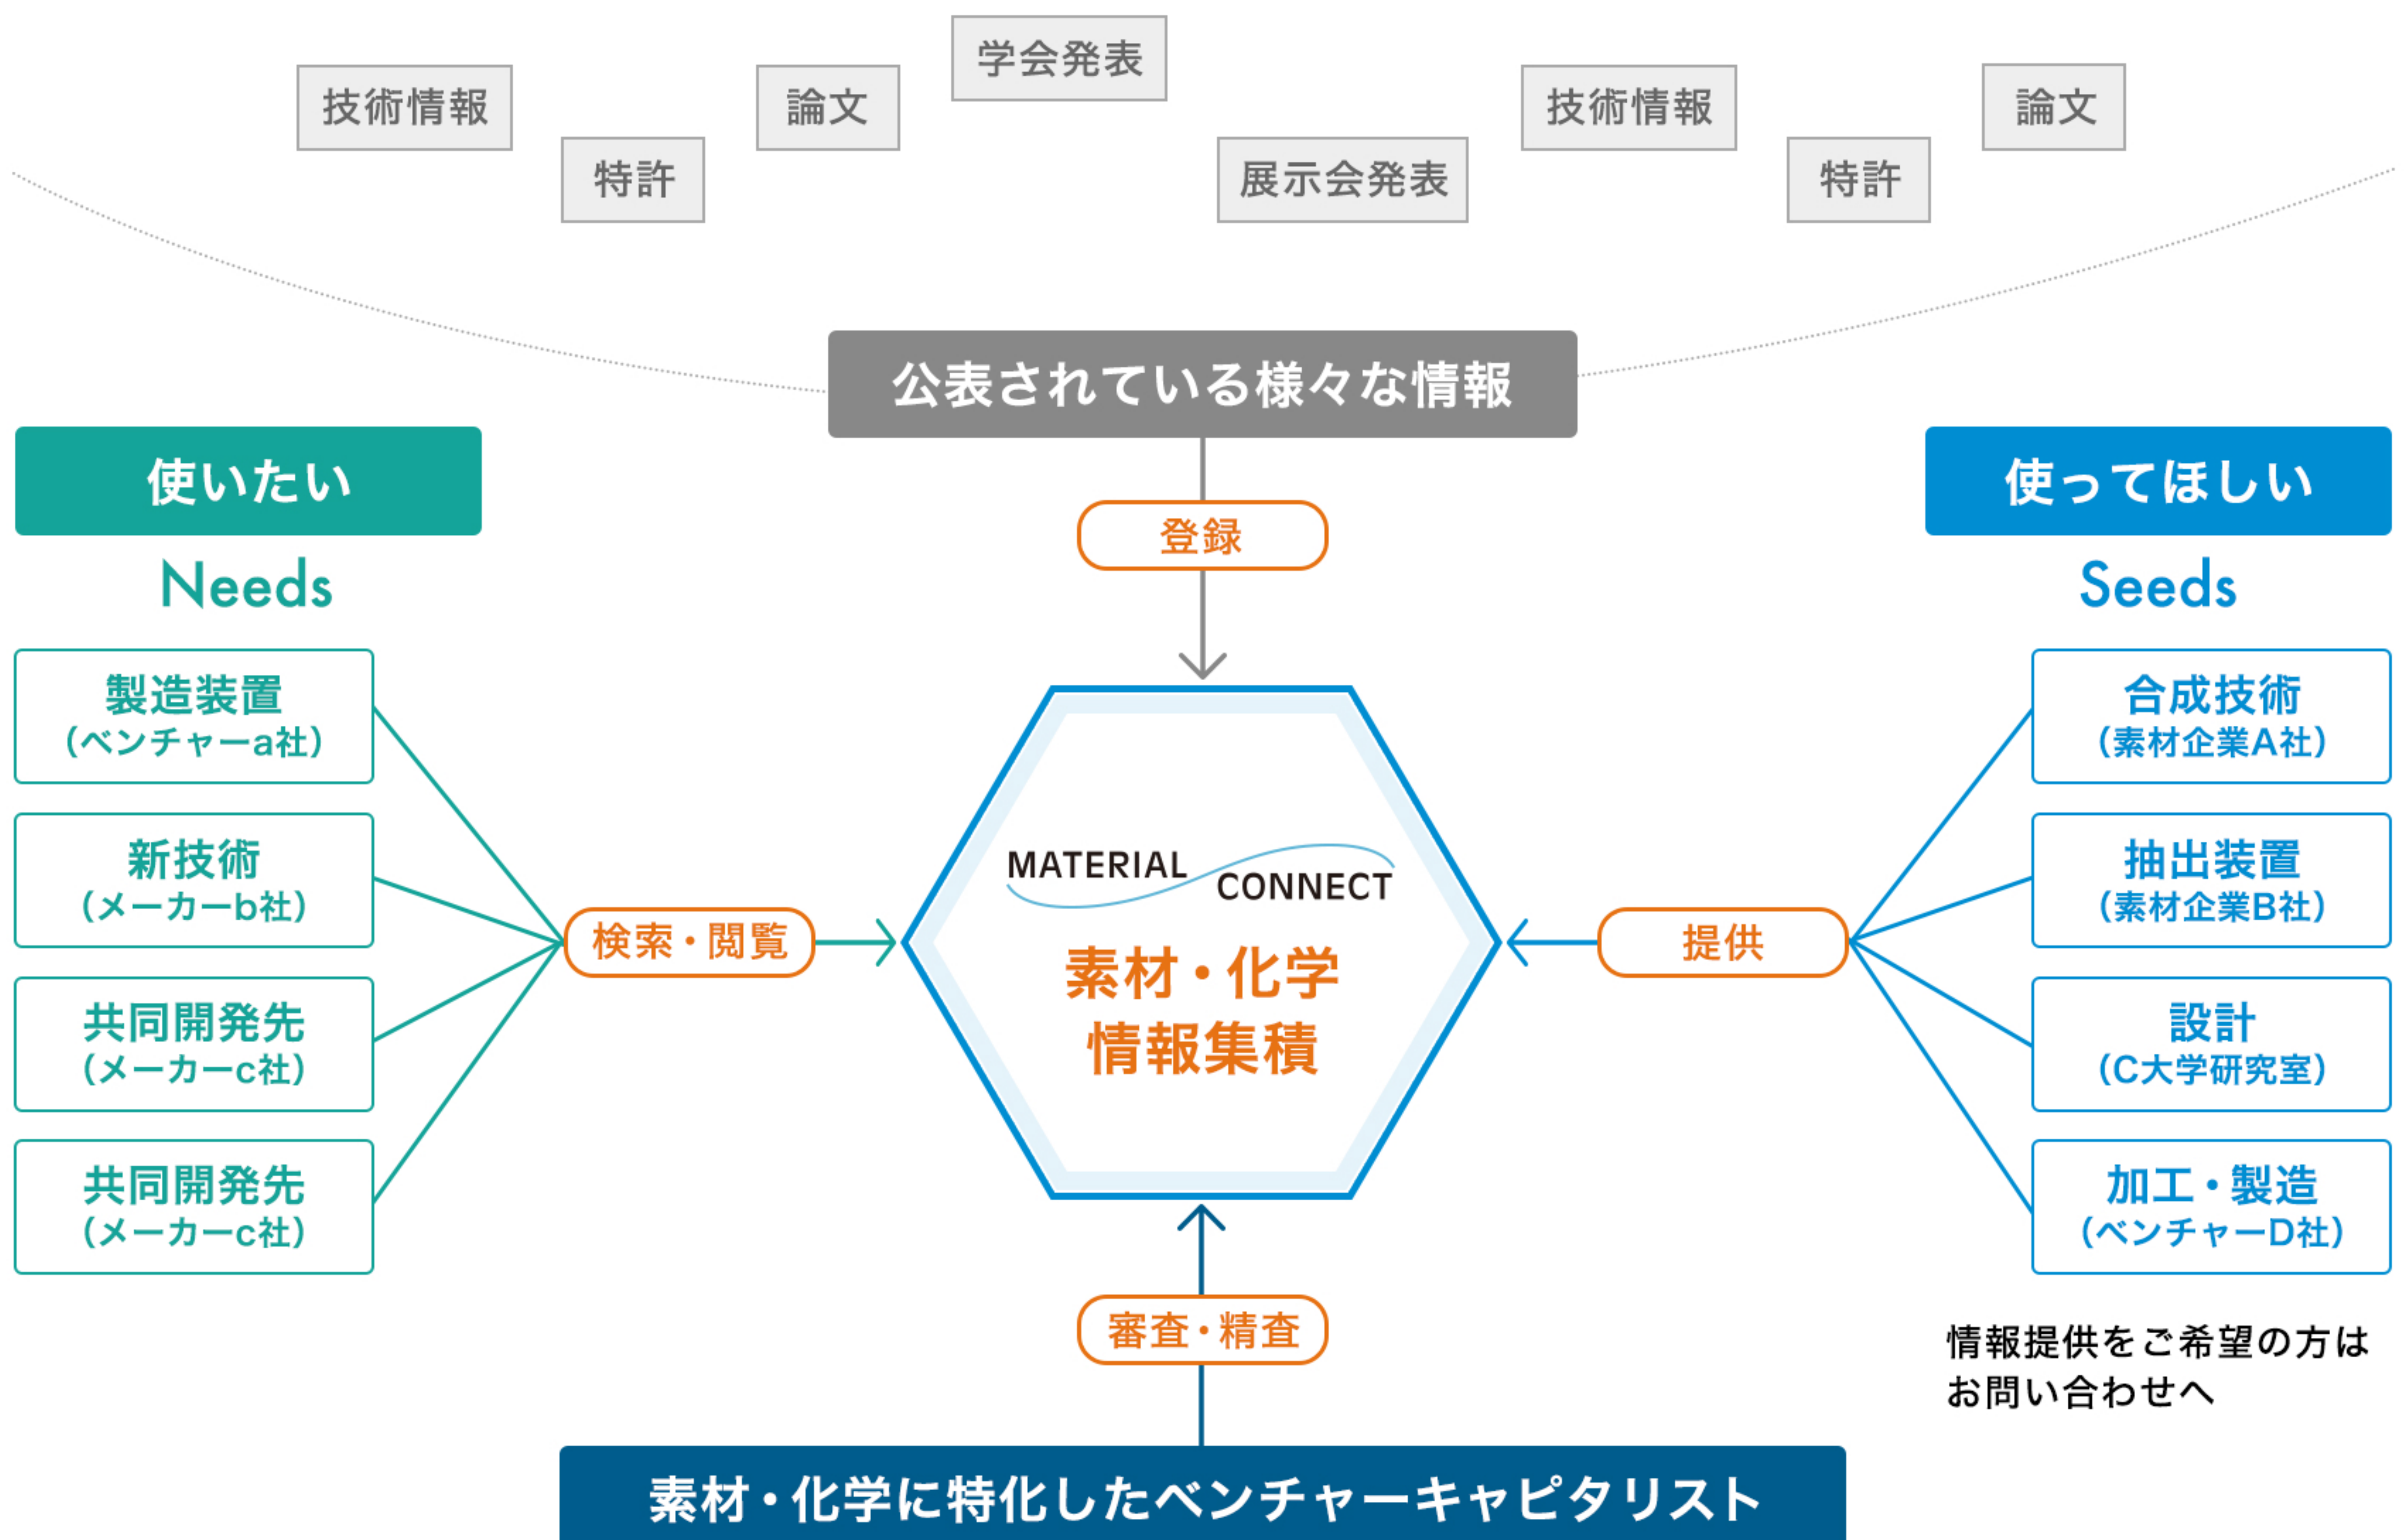 学会発表
技術情報
論文
技術情報
論文
特許
展示会発表
特許
公表されている様々な情報
使いたい
使ってほしい
登録
Needs
Seeds
製造装置
（ベンチャーa社）
新技術
（メーカーb社）
共同開発先
（メーカーc社）
共同開発先
（メーカーc社）
検索・閲覧
MATERIAL
CONNECT
素材・化学
情報集積
提供
合成技術
（素材企業A社）
抽出装置
（素材企業B社）
設計
（C大学研究室）
加工・製造
（ベンチャーD社）
審査・精査
情報提供をご希望の方は
お問い合わせへ
素材・化学に特化したベンチャーキャピタリスト